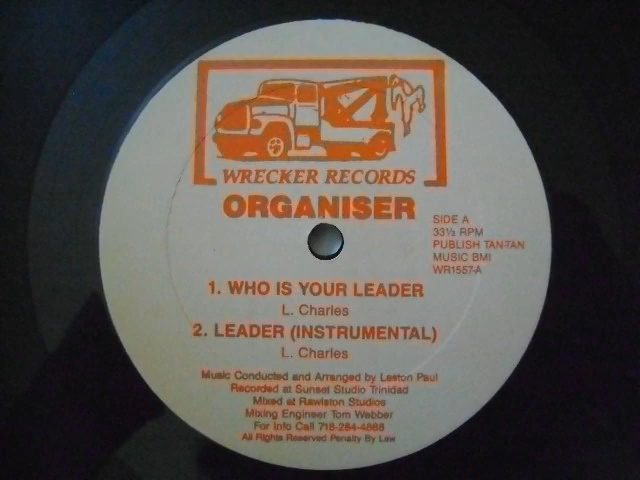 WRECKER RECORDS
ORGANISER
SIDE A
33⅓ RPM
PUBLISH TAN-TAN
MUSIC BMI
WR1557-A
1. WHO IS YOUR LEADER
L. Charles
2. LEADER (INSTRUMENTAL)
L. Charles
Music Conducted and Arranged by Leston Paul
Recorded at Sunset Studio Trinidad
Mixed at Rawlston Studios
Mixing Engineer Tom Webber
For Info Call 718-284-4888
All Rights Reserved Penalty By Law